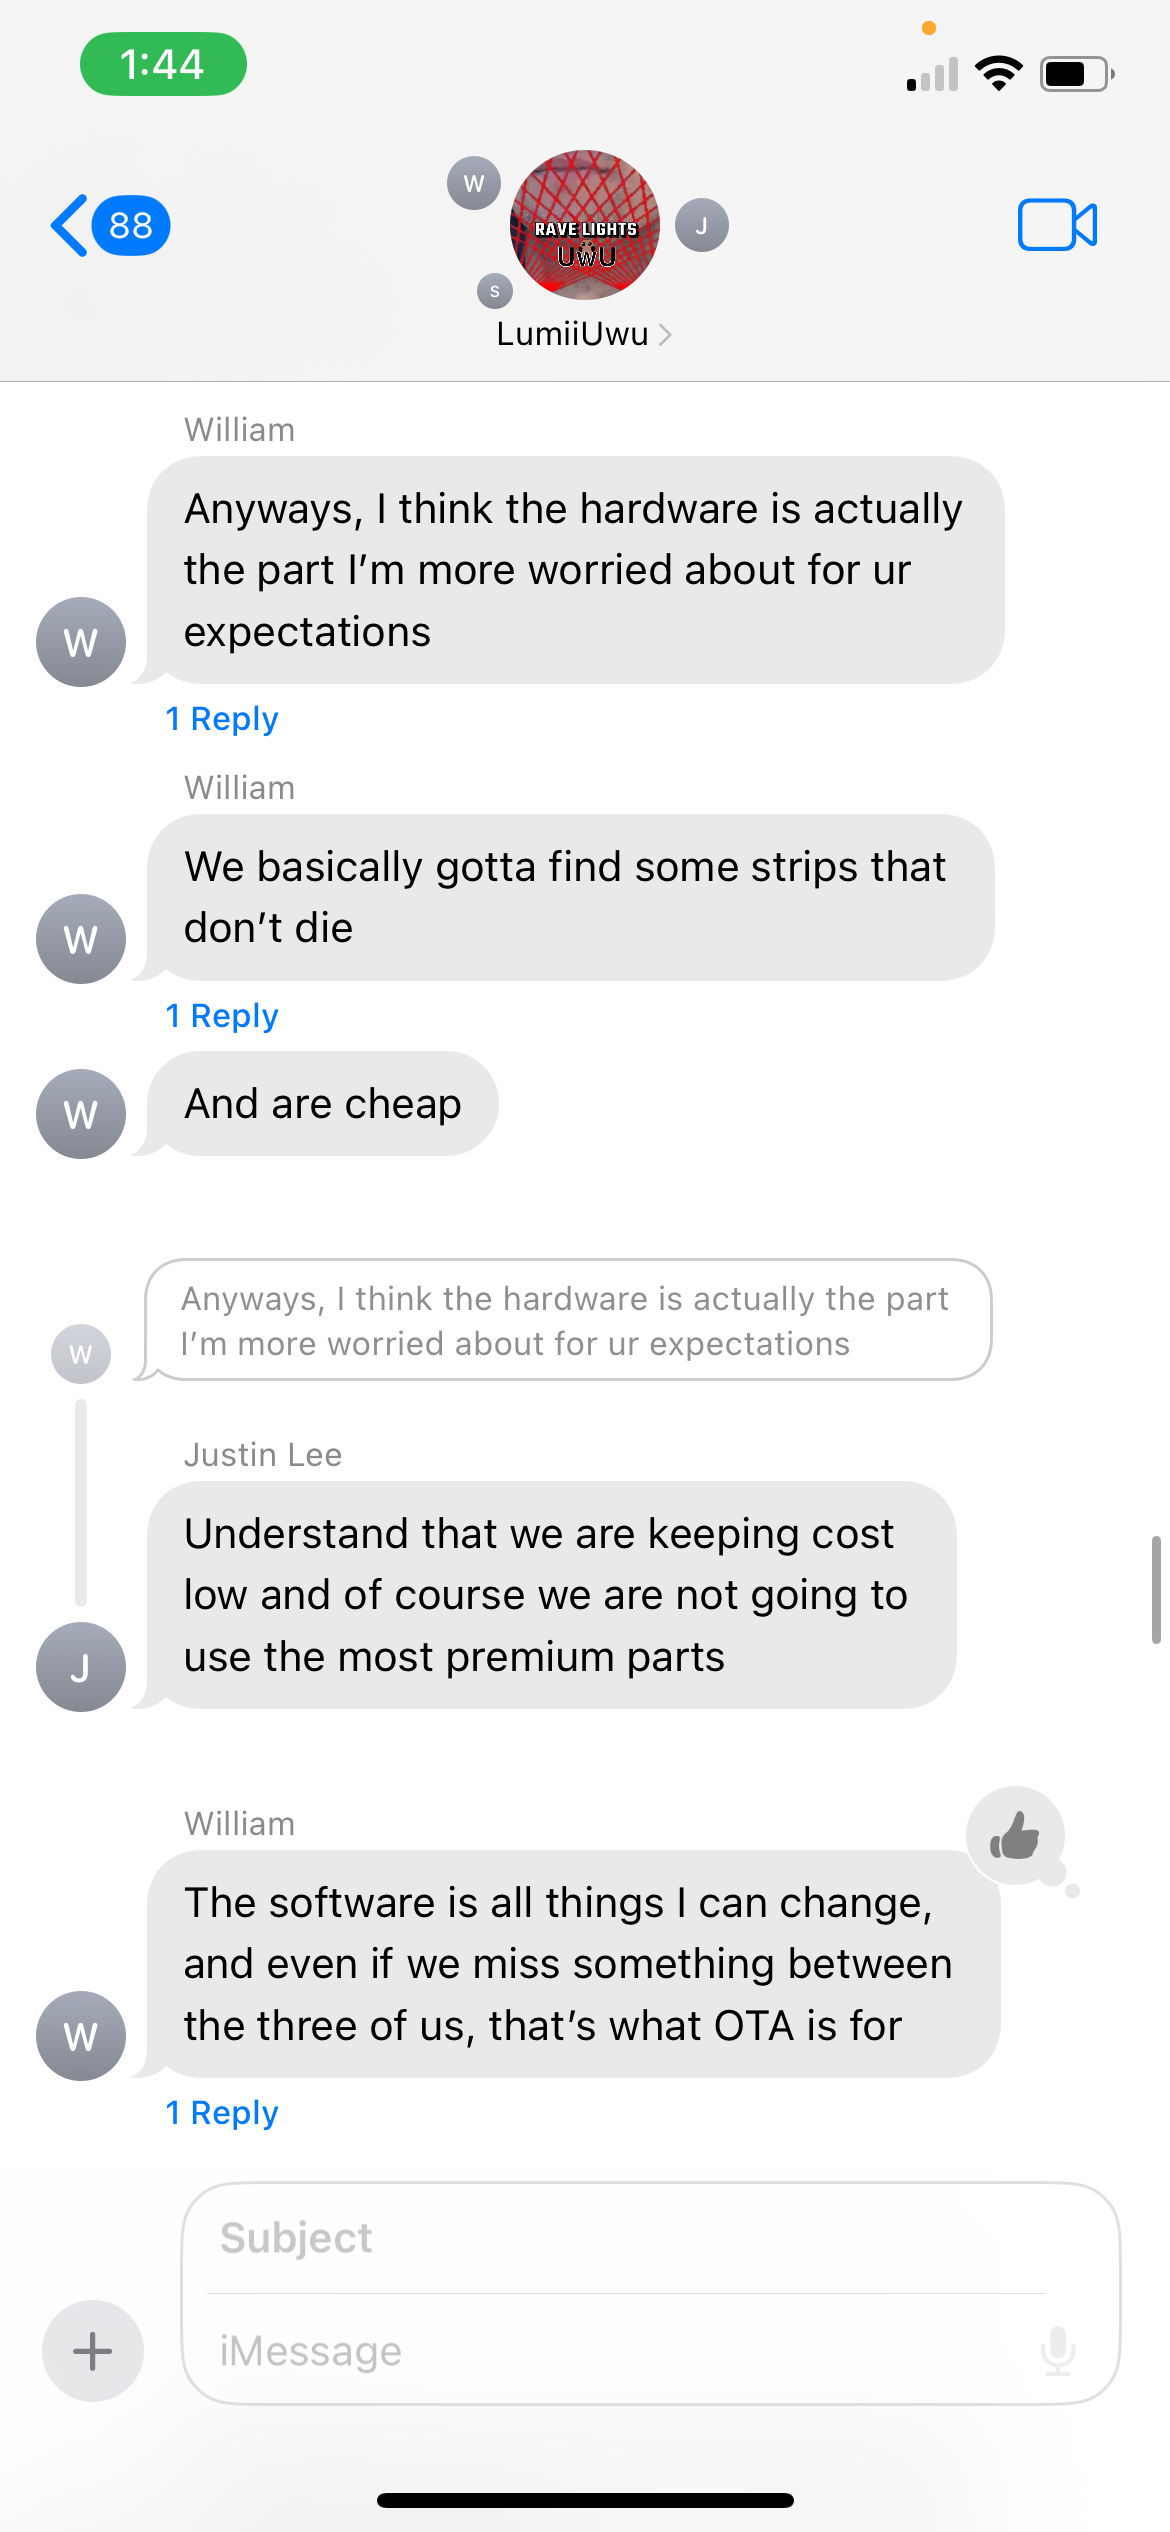 1:44
88
W
J
S
RAVE LIGHTS
UWU
LumiiUwu
William
Anyways, I think the hardware is actually
the part I’m more worried about for ur
expectations
W
1 Reply
William
We basically gotta find some strips that
don’t die
W
1 Reply
And are cheap
W
Anyways, I think the hardware is actually the part
I’m more worried about for ur expectations
W
Justin Lee
Understand that we are keeping cost
low and of course we are not going to
use the most premium parts
J
William
The software is all things I can change,
and even if we miss something between
the three of us, that’s what OTA is for
W
1 Reply
Subject
iMessage